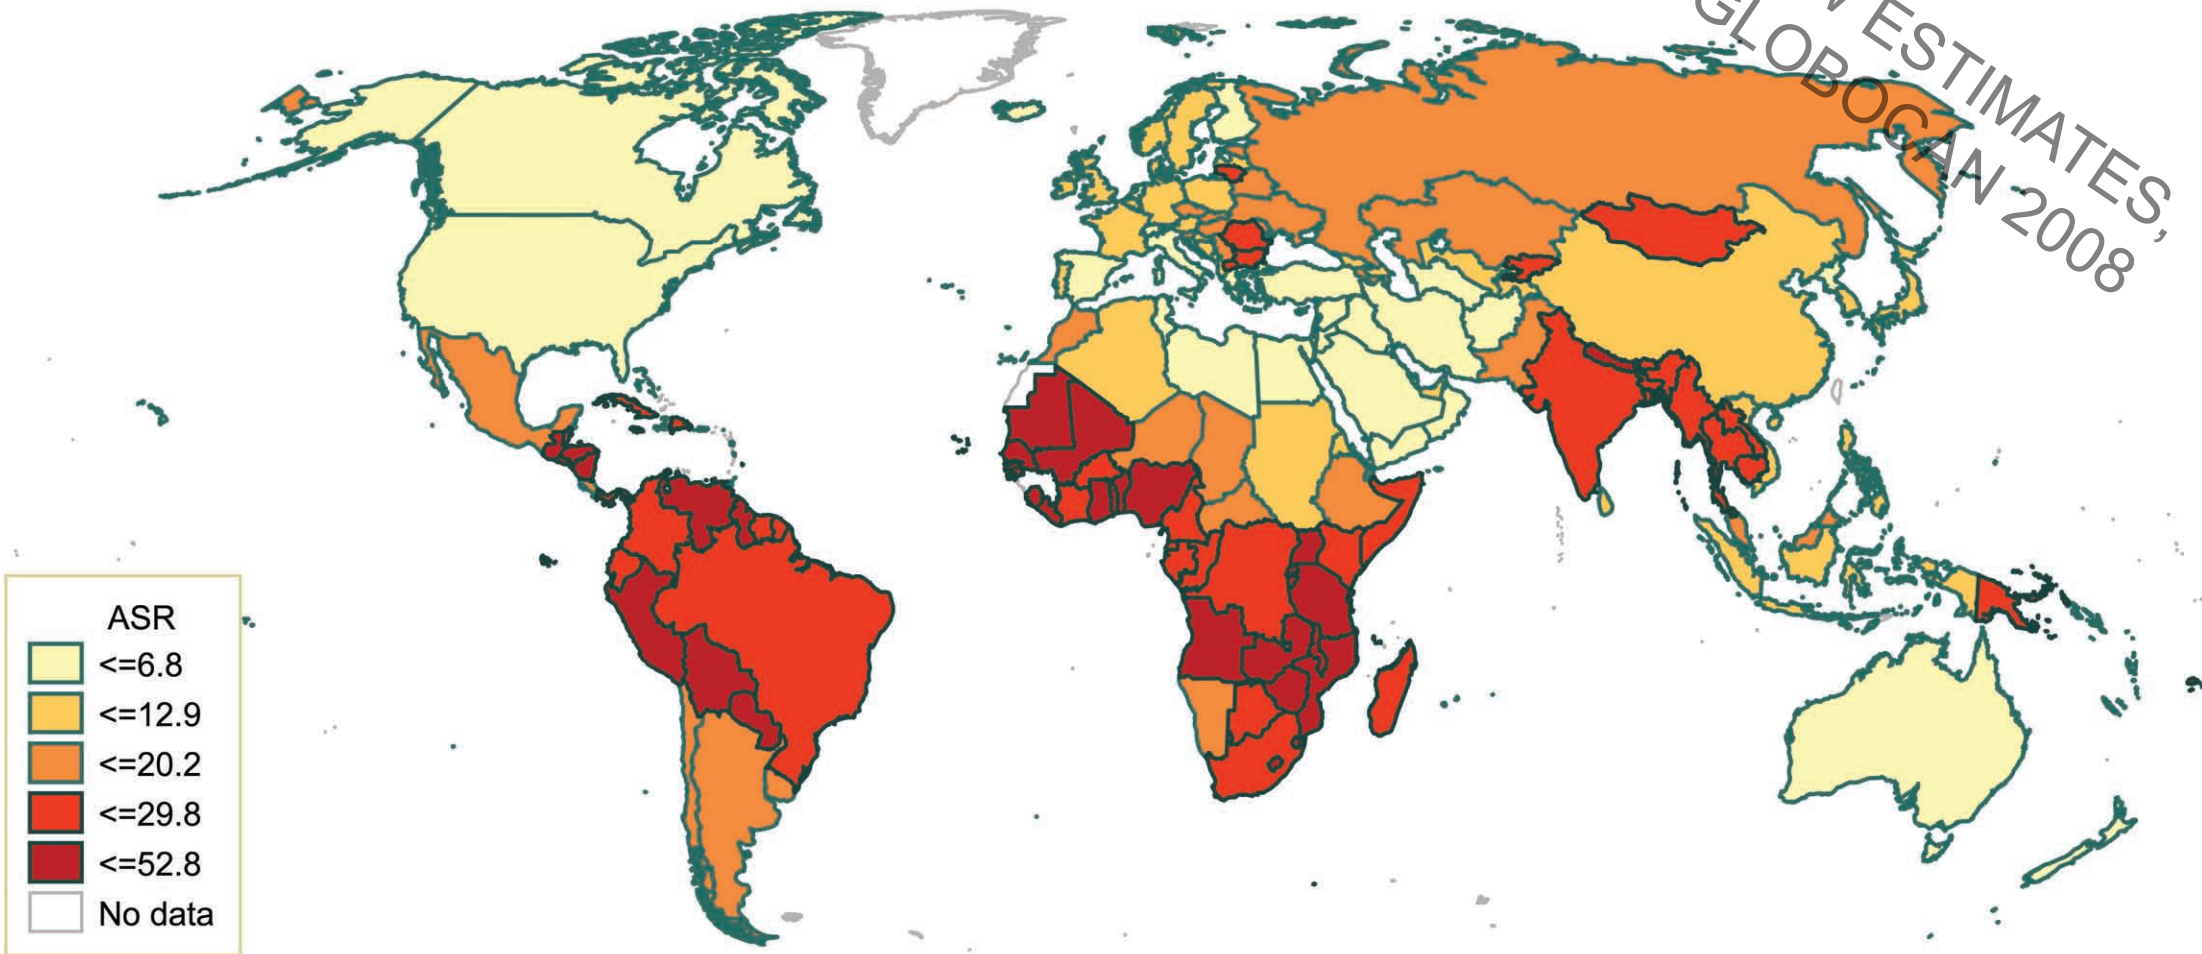 ESTIMATES,
GLOBOCAN 2008
ASR
<=6.8
<=12.9
<=20.2
<=29.8
<=52.8
No data